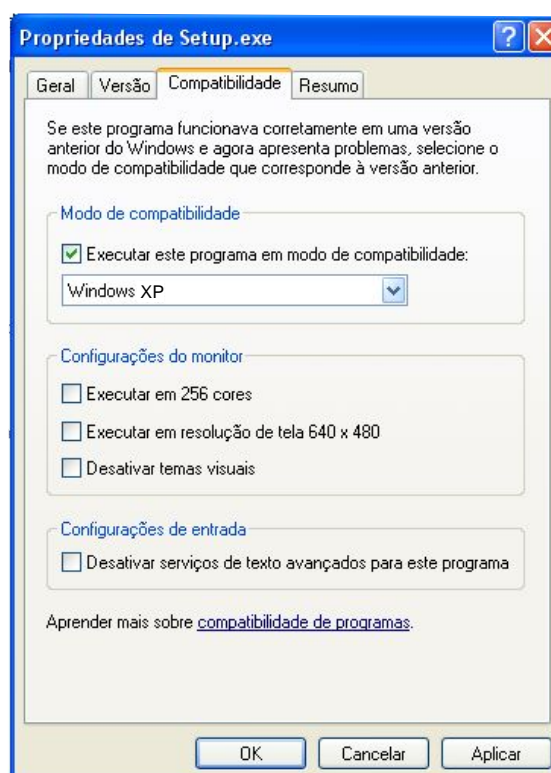 Propriedades de Setup.exe
Geral Versão Compatibilidade Resumo
Se este programa funcionava corretamente em uma versão
anterior do Windows e agora apresenta problemas, selecione o
modo de compatibilidade que corresponde à versão anterior.
Modo de compatibilidade
Executar este programa em modo de compatibilidade:
Windows XP
Configurações do monitor
Executar em 256 cores
Executar em resolução de tela 640 x 480
Desativar temas visuais
Configurações de entrada
Desativar serviços de texto avançados para este programa
Aprender mais sobre compatibilidade de programas.
OK Cancelar Aplicar